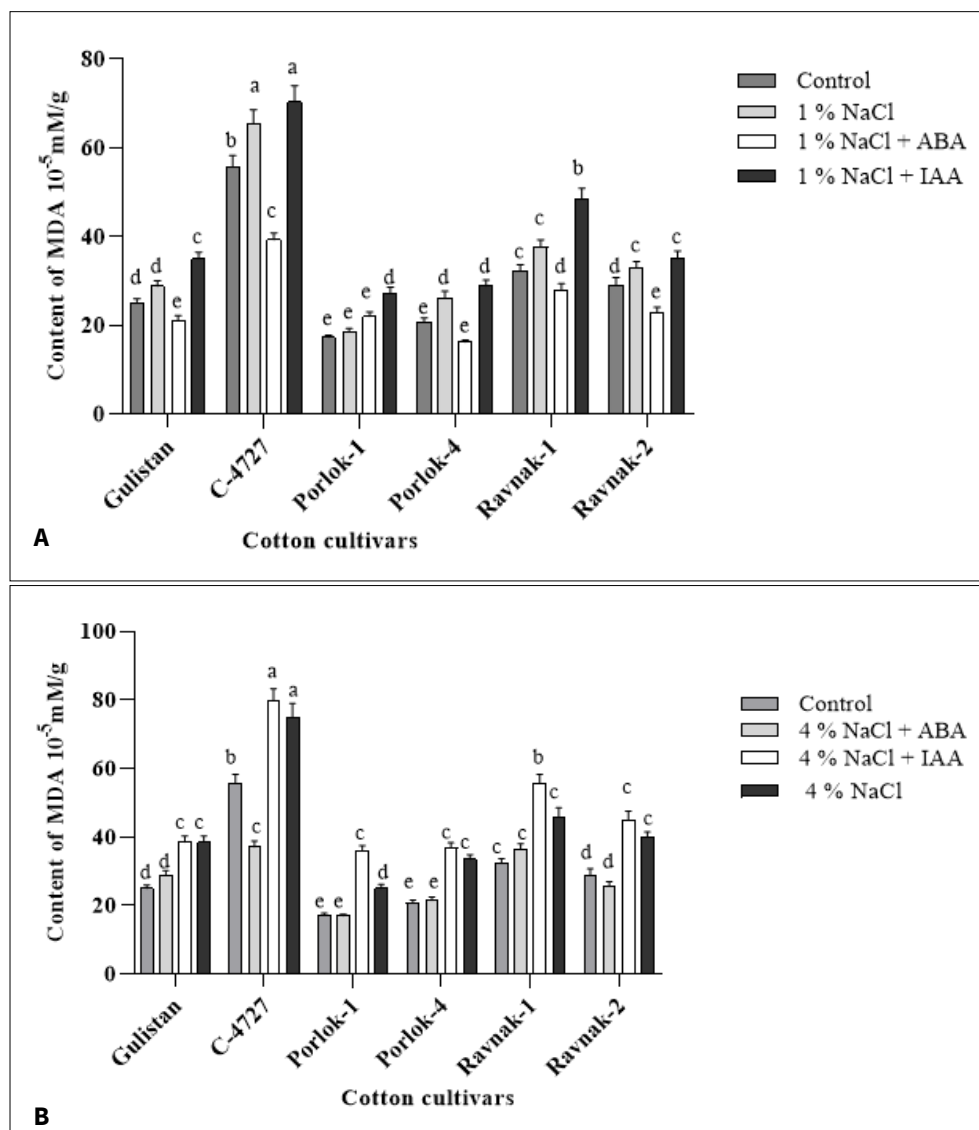 80
60
40
20
0
Content of MDA 10⁻⁵mM/g
d d e c
b a c a
e e e d
e d e d
c c d b
d c e c
Gulistan
C-4727
Porlok-1
Porlok-4
Ravnak-1
Ravnak-2
Cotton cultivars
Control
1 % NaCl
1 % NaCl + ABA
1 % NaCl + IAA
A
100
80
60
40
20
0
Content of MDA 10⁻⁵mM/g
d d c c
b c a a
e e c d
e e c c
c c b c
d d c c
Gulistan
C-4727
Porlok-1
Porlok-4
Ravnak-1
Ravnak-2
Cotton cultivars
Control
4 % NaCl + ABA
4 % NaCl + IAA
4 % NaCl
B